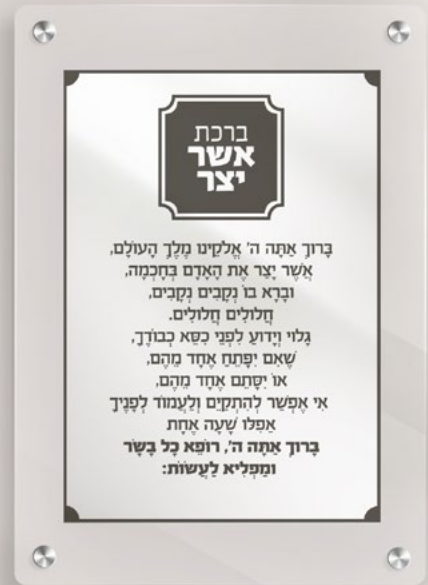 ברכת
אשר
יצר
בָּרוּךְ אַתָּה ה' אֱלֹקֵינוּ מֶלֶךְ הָעוֹלָם,
אֲשֶׁר יָצַר אֶת הָאָדָם בְּחָכְמָה,
וּבָרָא בוֹ נְקָבִים נְקָבִים,
חֲלוּלִים חֲלוּלִים.
גָּלוּי וְיָדוּעַ לִפְנֵי כִסֵּא כְבוֹדֶךָ,
שֶׁאִם יִפָּתֵחַ אֶחָד מֵהֶם,
אוֹ יִסָּתֵם אֶחָד מֵהֶם,
אִי אֶפְשַׁר לְהִתְקַיֵּם וְלַעֲמוֹד לְפָנֶיךָ
אֲפִלּוּ שָׁעָה אֶחָת
בָּרוּךְ אַתָּה ה', רוֹפֵא כָל בָּשָׂר
וּמַפְלִיא לַעֲשׂוֹת: